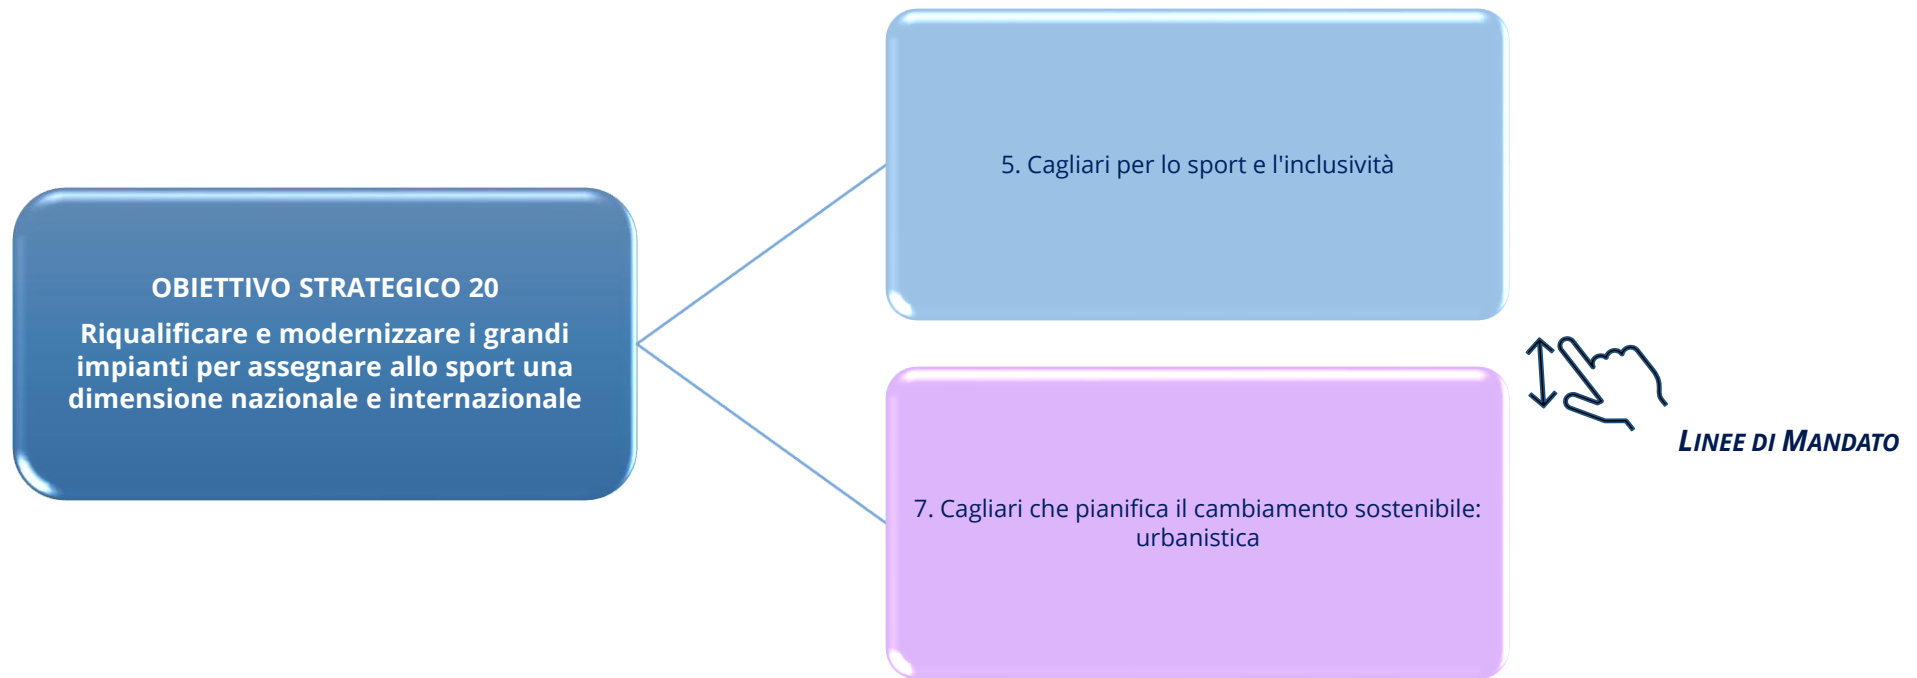 OBIETTIVO STRATEGICO 20
Riqualificare e modernizzare i grandi
impianti per assegnare allo sport una
dimensione nazionale e internazionale
5. Cagliari per lo sport e l'inclusività
7. Cagliari che pianifica il cambiamento sostenibile:
urbanistica
LINEE DI MANDATO